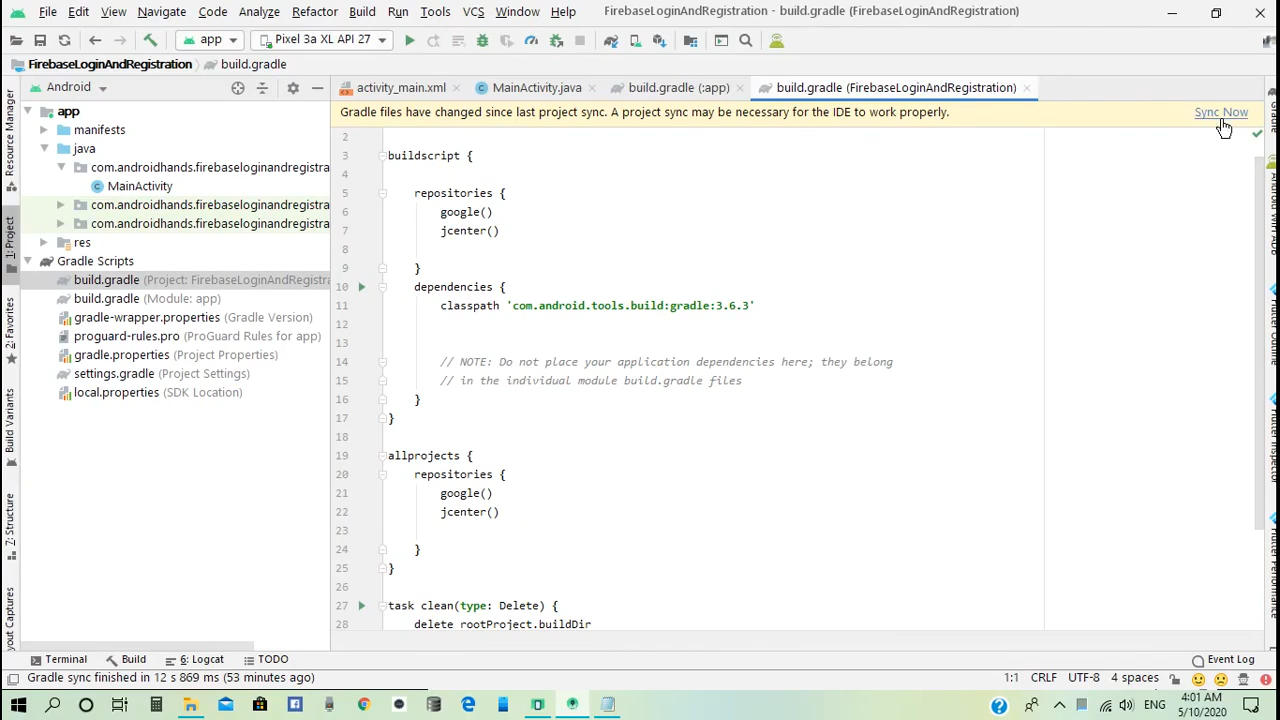 File Edit View Navigate Code Analyze Refactor Build Run Tools VCS Window Help FirebaseLoginAndRegistration - build.gradle (FirebaseLoginAndRegistration)
app Pixel 3a XL API 27
FirebaseLoginAndRegistration build.gradle
Android activity_main.xml MainActivity.java build.gradle (:app) build.gradle (FirebaseLoginAndRegistration)
Gradle files have changed since last project sync. A project sync may be necessary for the IDE to work properly. Sync Now
Resource Manager
1: Project
2: Favorites
Build Variants
7: Structure
app
manifests
java
com.androidhands.firebaseloginandregistra
MainActivity
com.androidhands.firebaseloginandregistra
com.androidhands.firebaseloginandregistra
res
Gradle Scripts
build.gradle (Project: FirebaseLoginAndRegistra
build.gradle (Module: app)
gradle-wrapper.properties (Gradle Version)
proguard-rules.pro (ProGuard Rules for app)
gradle.properties (Project Properties)
settings.gradle (Project Settings)
local.properties (SDK Location)
2
3 buildscript {
4
5 repositories {
6 google()
7 jcenter()
8
9 }
10 dependencies {
11 classpath 'com.android.tools.build:gradle:3.6.3'
12
13
14 // NOTE: Do not place your application dependencies here; they belong
15 // in the individual module build.gradle files
16 }
17 }
18
19 allprojects {
20 repositories {
21 google()
22 jcenter()
23
24 }
25 }
26
27 task clean(type: Delete) {
28 delete rootProject.buildDir
Terminal Build 6: Logcat TODO Event Log
Gradle sync finished in 12 s 869 ms (53 minutes ago) 1:1 CRLF UTF-8 4 spaces
ENG 4:01 AM
5/10/2020